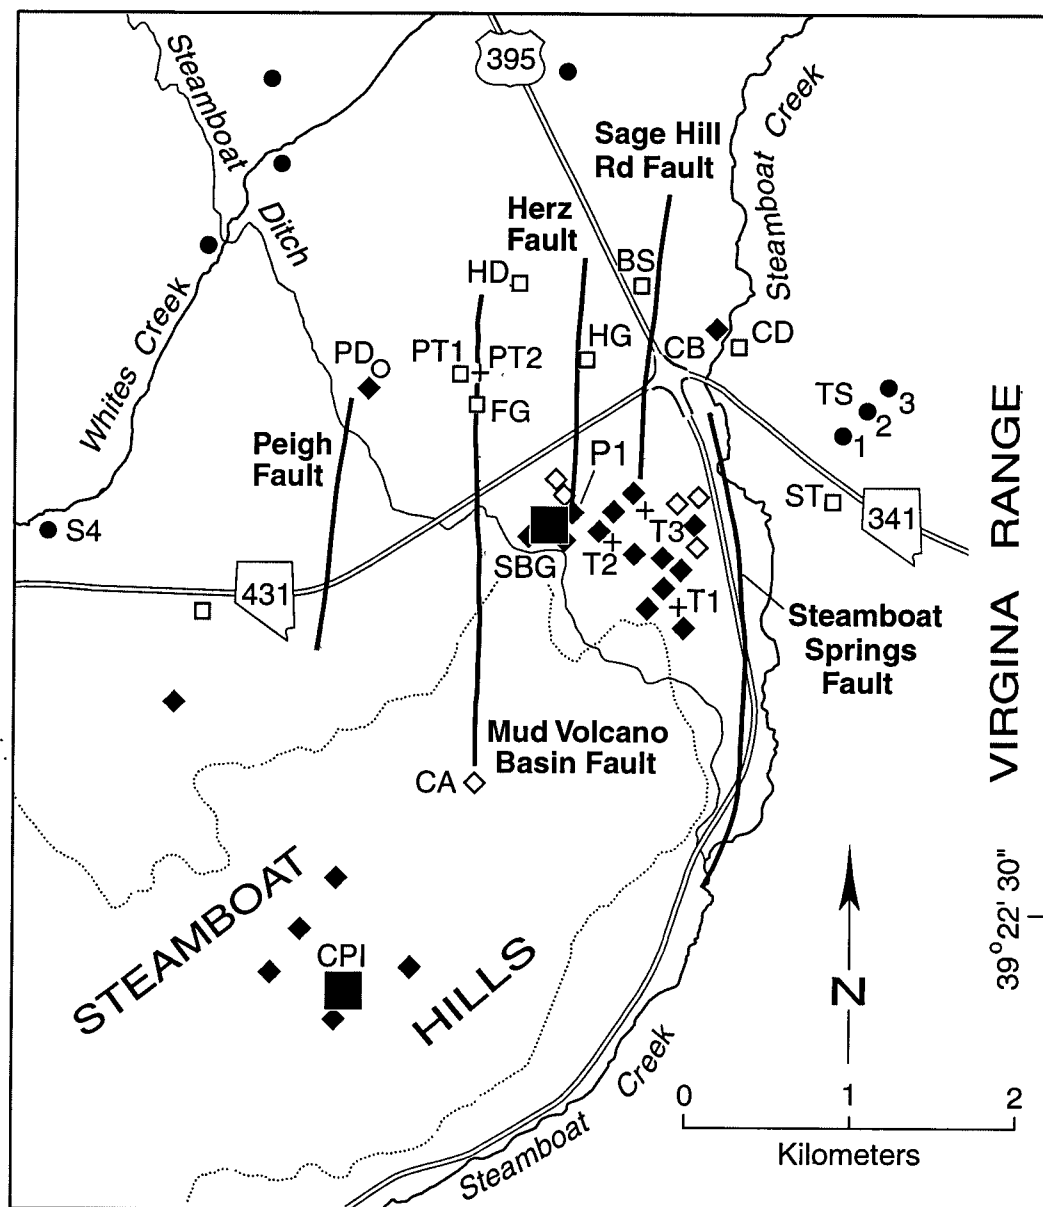 395
Steamboat
Ditch
Steamboat Creek
Sage Hill
Rd Fault
Herz
Fault
BS
HD
Whites Creek
PD
PT1
PT2
HG
CB
CD
FG
TS
3
2
1
Peigh
Fault
P1
ST
341
S4
T3
T2
SBG
431
T1
Steamboat
Springs
Fault
VIRGINA RANGE
Mud Volcano
Basin Fault
CA
STEAMBOAT
HILLS
CPI
39°22' 30"
N
Steamboat Creek
0 1 2
Kilometers